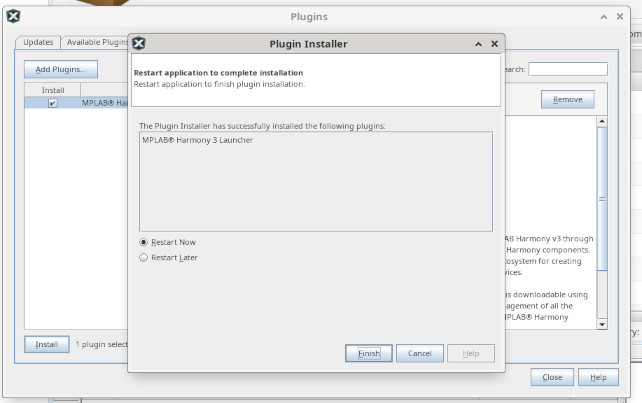 Plugins
Updates
Available Plugins
Plugin Installer
Add Plugins...
earch:
Restart application to complete installation
Restart application to finish plugin installation.
Install
Remove
MPLAB® Har
The Plugin Installer has successfully installed the following plugins:
MPLAB® Harmony 3 Launcher
AB Harmony v3 through
Harmony components.
osystem for creating
vices.
Restart Now
Restart Later
is downloadable using
agement of all the
IPLAB® Harmony
Install
1 plugin select
Finish
Cancel
Help
Close
Help